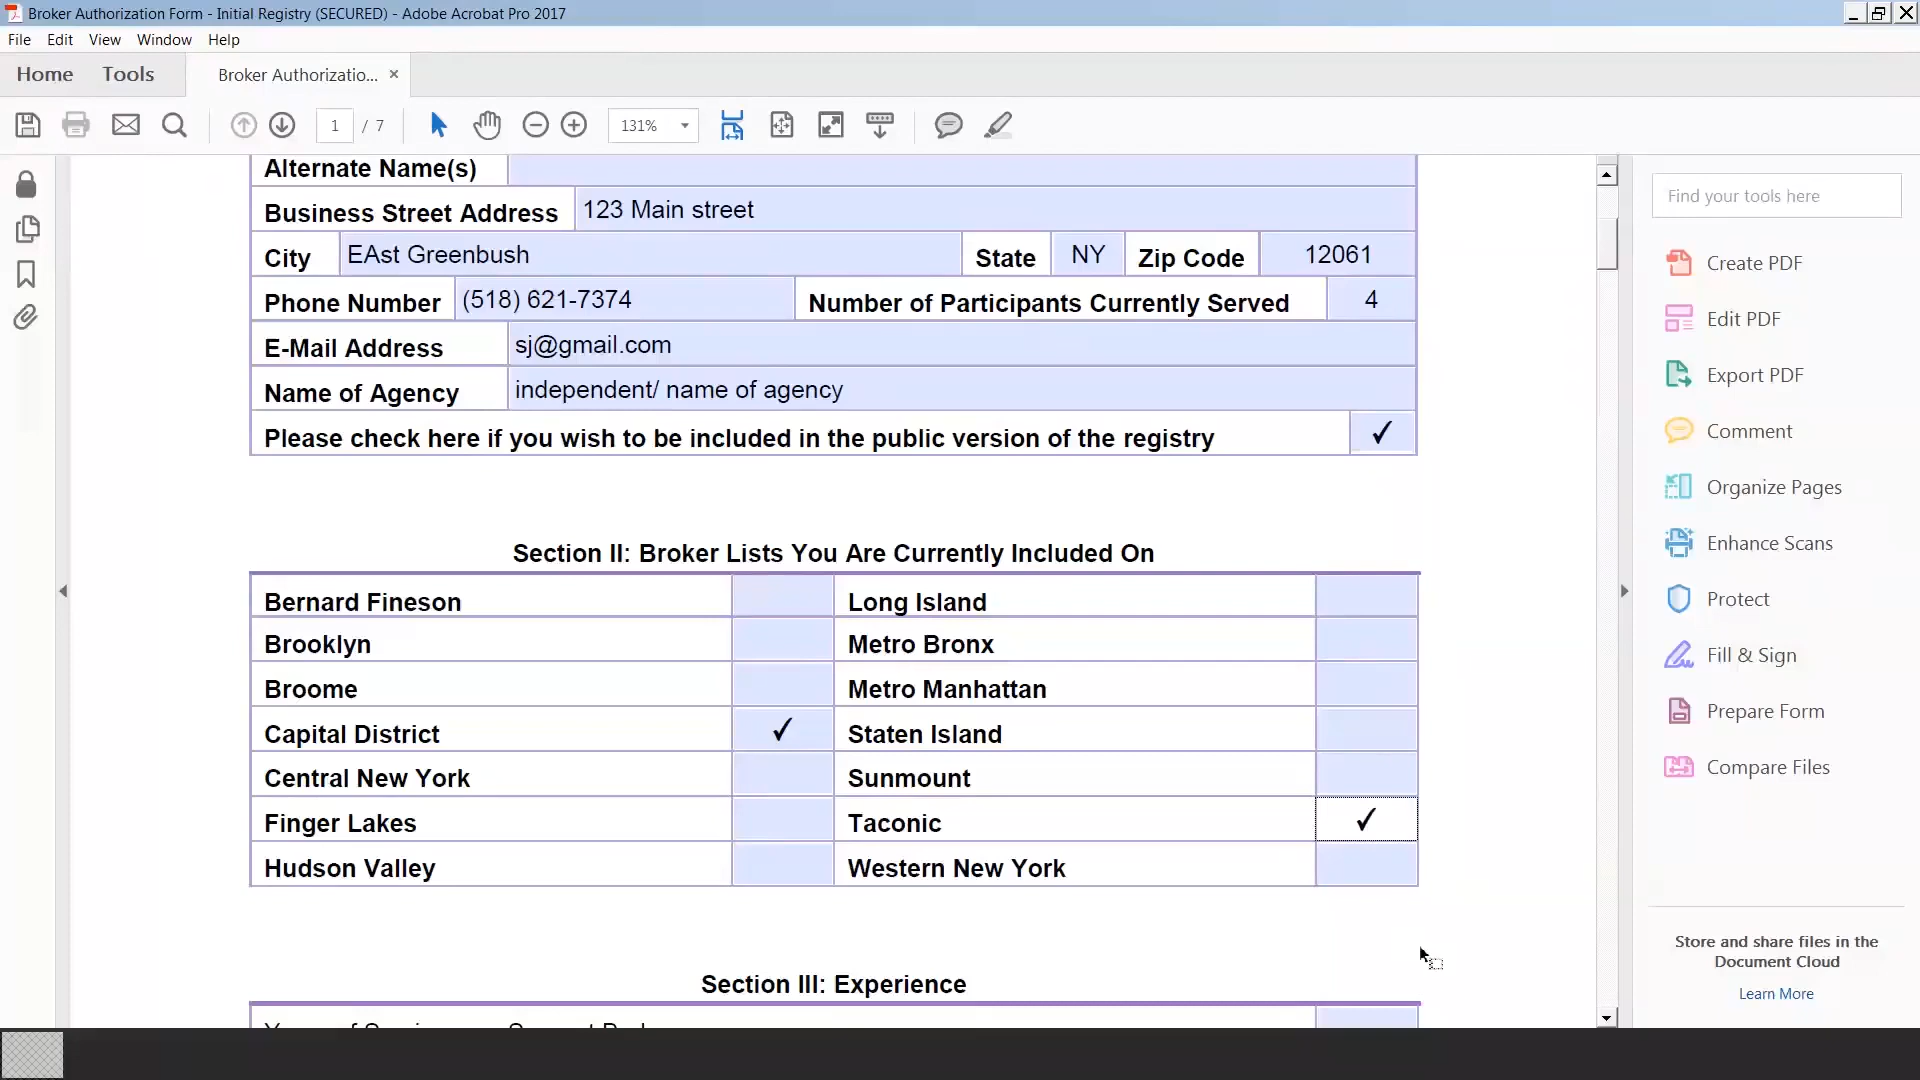 Broker Authorization Form - Initial Registry (SECURED) - Adobe Acrobat Pro 2017
File Edit View Window Help
Home Tools Broker Authorizatio... ×
1 / 7 131%
Alternate Name(s)
Business Street Address 123 Main street
City EAst Greenbush State NY Zip Code 12061
Phone Number (518) 621-7374 Number of Participants Currently Served 4
E-Mail Address sj@gmail.com
Name of Agency independent/ name of agency
Please check here if you wish to be included in the public version of the registry ✓
Section II: Broker Lists You Are Currently Included On
Bernard Fineson Long Island
Brooklyn Metro Bronx
Broome Metro Manhattan
Capital District ✓ Staten Island
Central New York Sunmount
Finger Lakes Taconic ✓
Hudson Valley Western New York
Section III: Experience
Find your tools here
Create PDF
Edit PDF
Export PDF
Comment
Organize Pages
Enhance Scans
Protect
Fill & Sign
Prepare Form
Compare Files
Store and share files in the
Document Cloud
Learn More